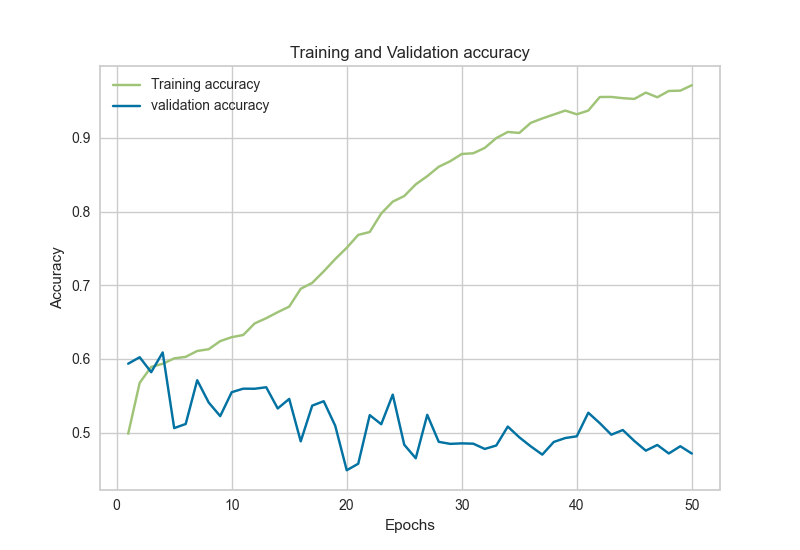 Training and Validation accuracy
Training accuracy
validation accuracy
0.9
0.8
0.7
0.6
0.5
Accuracy
0 10 20 30 40 50
Epochs